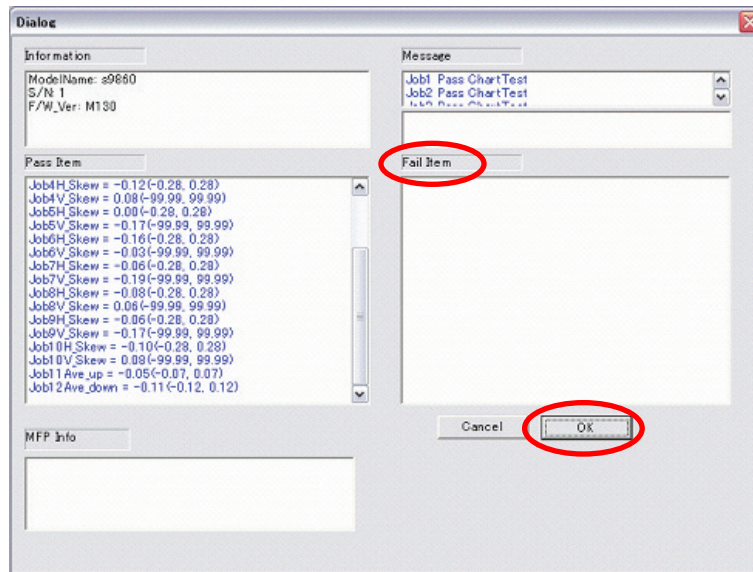 Dialog
Information
ModelName: s9860
S/N: 1
F/W_Ver: M130
Message
Job1 Pass ChartTest
Job2 Pass ChartTest
Pass Item
Job4H_Skew = -0.12(-0.28, 0.28)
Job4V_Skew = 0.08(-99.99, 99.99)
Job5H_Skew = 0.00(-0.28, 0.28)
Job5V_Skew = -0.17(-99.99, 99.99)
Job6H_Skew = -0.16(-0.28, 0.28)
Job6V_Skew = -0.03(-99.99, 99.99)
Job7H_Skew = -0.06(-0.28, 0.28)
Job7V_Skew = -0.19(-99.99, 99.99)
Job8H_Skew = -0.08(-0.28, 0.28)
Job8V_Skew = 0.06(-99.99, 99.99)
Job9H_Skew = -0.06(-0.28, 0.28)
Job9V_Skew = -0.17(-99.99, 99.99)
Job10H_Skew = -0.10(-0.28, 0.28)
Job10V_Skew = 0.08(-99.99, 99.99)
Job11Ave_up = -0.05(-0.07, 0.07)
Job12Ave_down = -0.11(-0.12, 0.12)
Fail Item
Cancel
OK
MFP Info